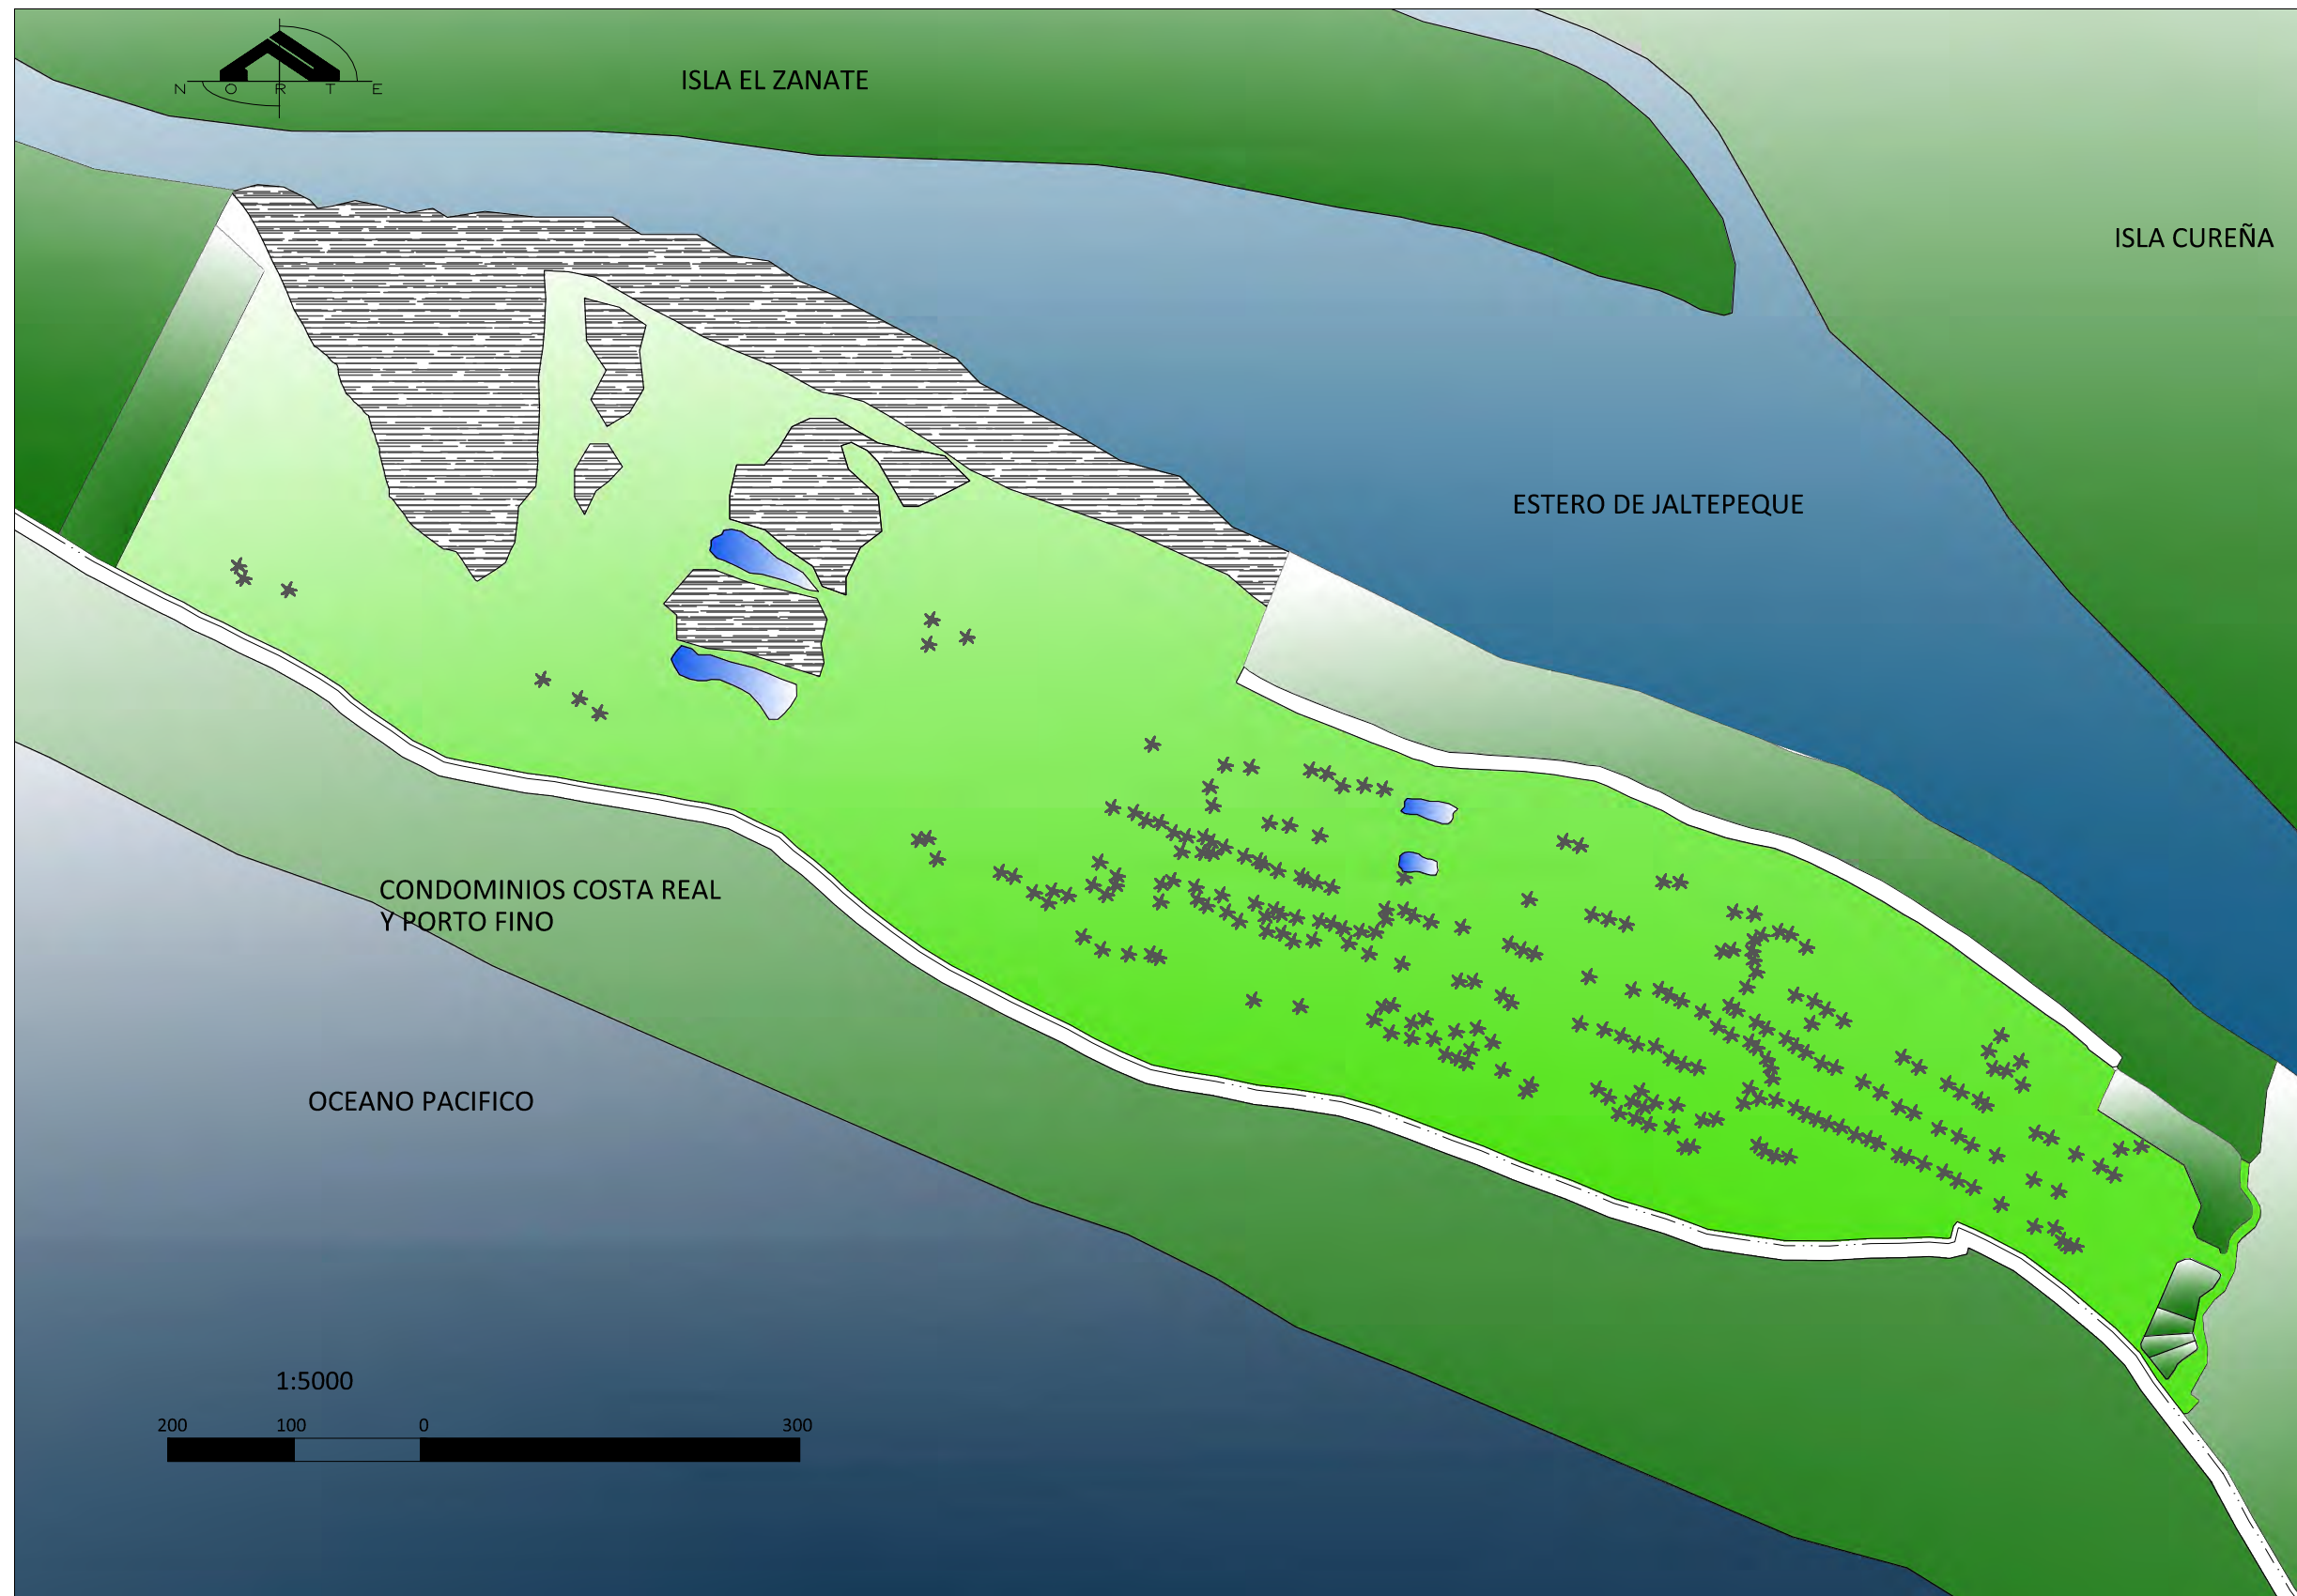 ISLA EL ZANATE
N O R T E
ISLA CUREÑA
ESTERO DE JALTEPEQUE
CONDOMINIOS COSTA REAL
Y PORTO FINO
OCEANO PACIFICO
1:5000
200 100 0 300